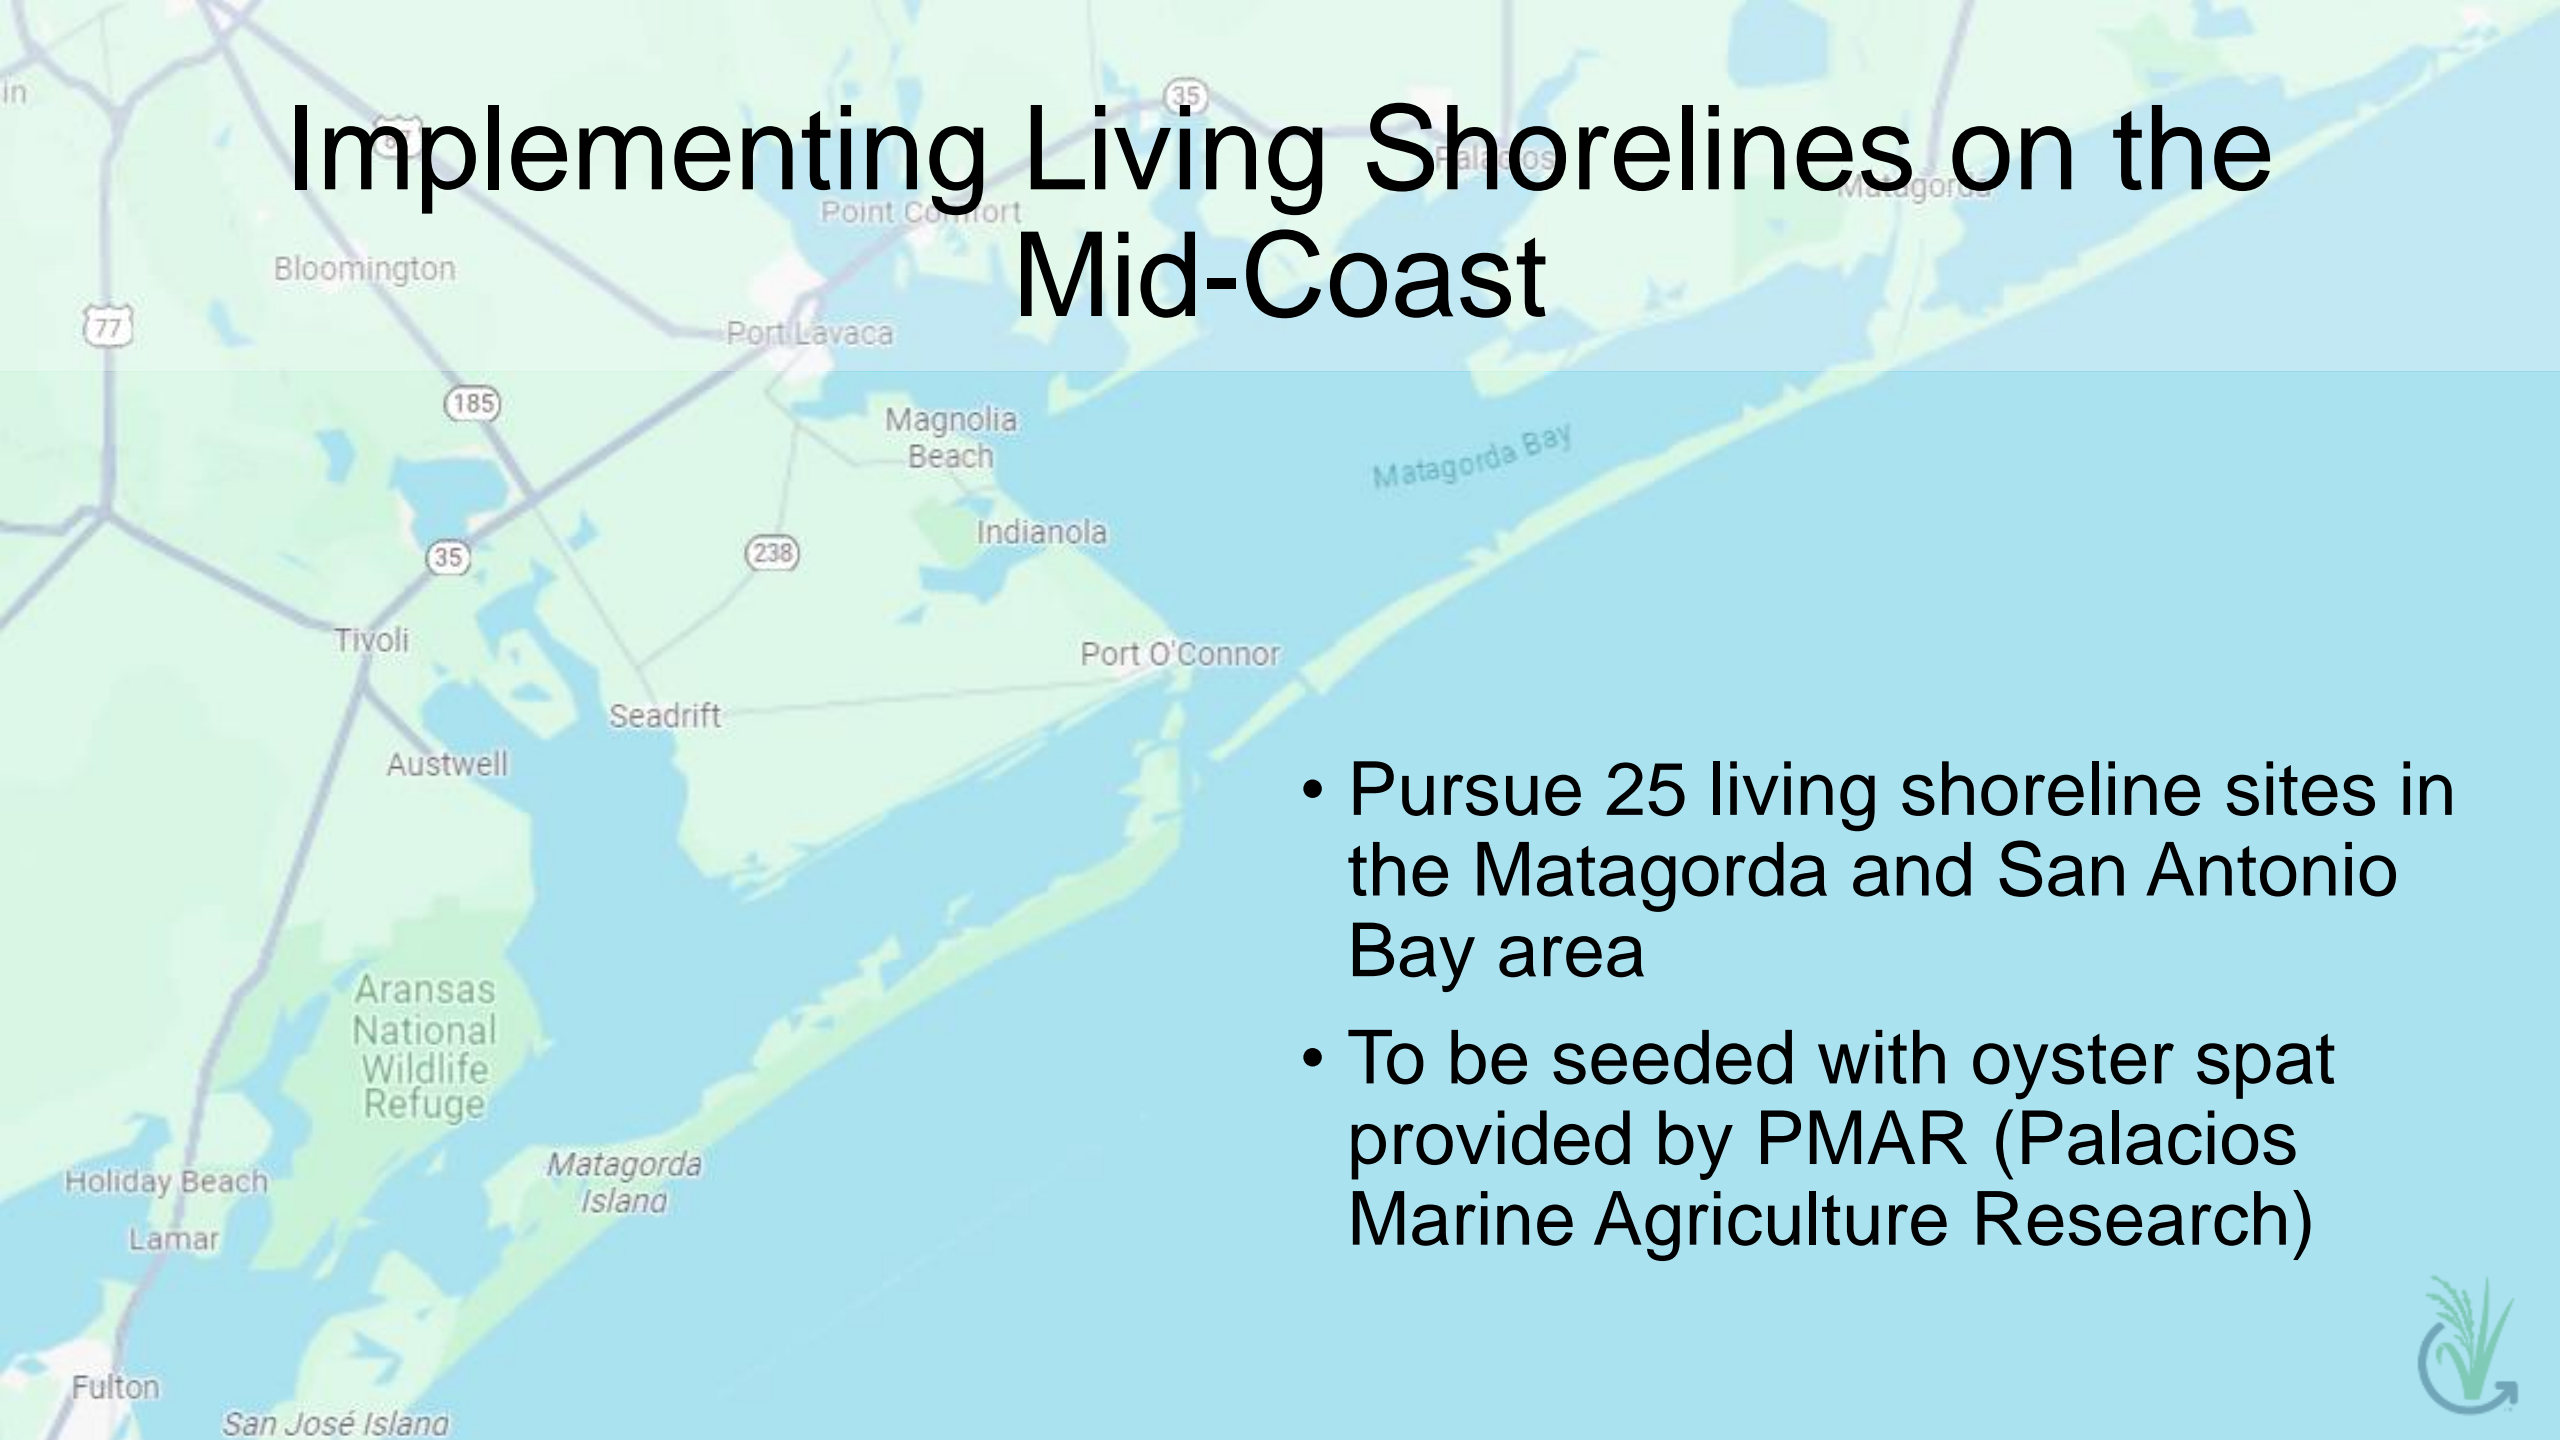 Implementing Living Shorelines on the
Mid-Coast
in
35
Palacios
Matagorda
Point Comfort
Bloomington
77
Port Lavaca
185
Magnolia
Beach
Matagorda Bay
Indianola
35
238
Tivoli
Port O'Connor
Seadrift
Austwell
• Pursue 25 living shoreline sites in
the Matagorda and San Antonio
Bay area
• To be seeded with oyster spat
provided by PMAR (Palacios
Marine Agriculture Research)
Aransas
National
Wildlife
Refuge
Matagorda
Island
Holiday Beach
Lamar
Fulton
San José Island